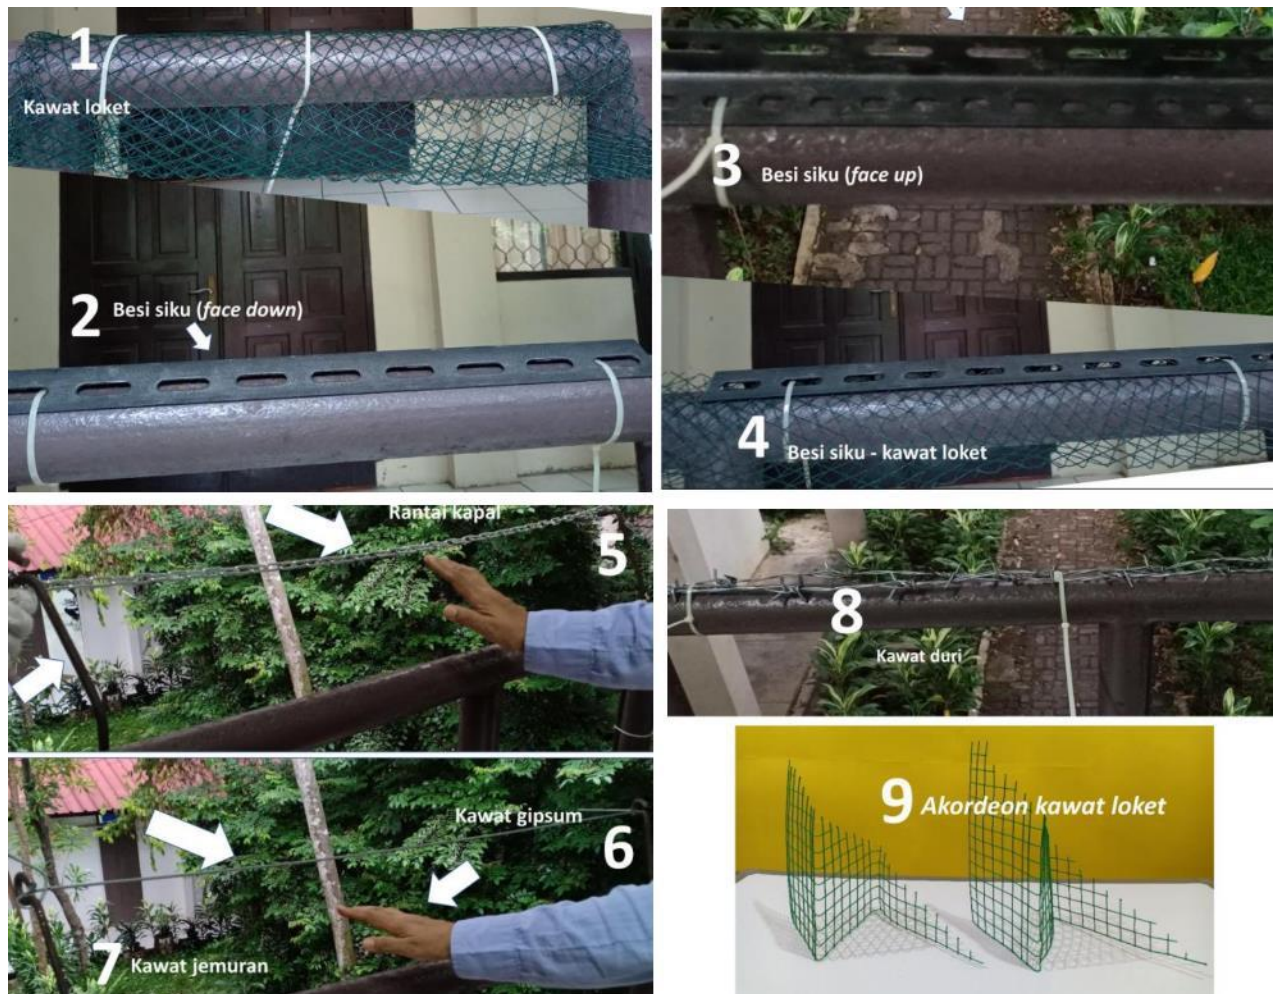 1
Kawat loket
2
Besi siku (face down)
3
Besi siku (face up)
4
Besi siku - kawat loket
Rantai kapal
5
Kawat gipsum
6
7
Kawat jemuran
8
Kawat duri
9
Akordeon kawat loket